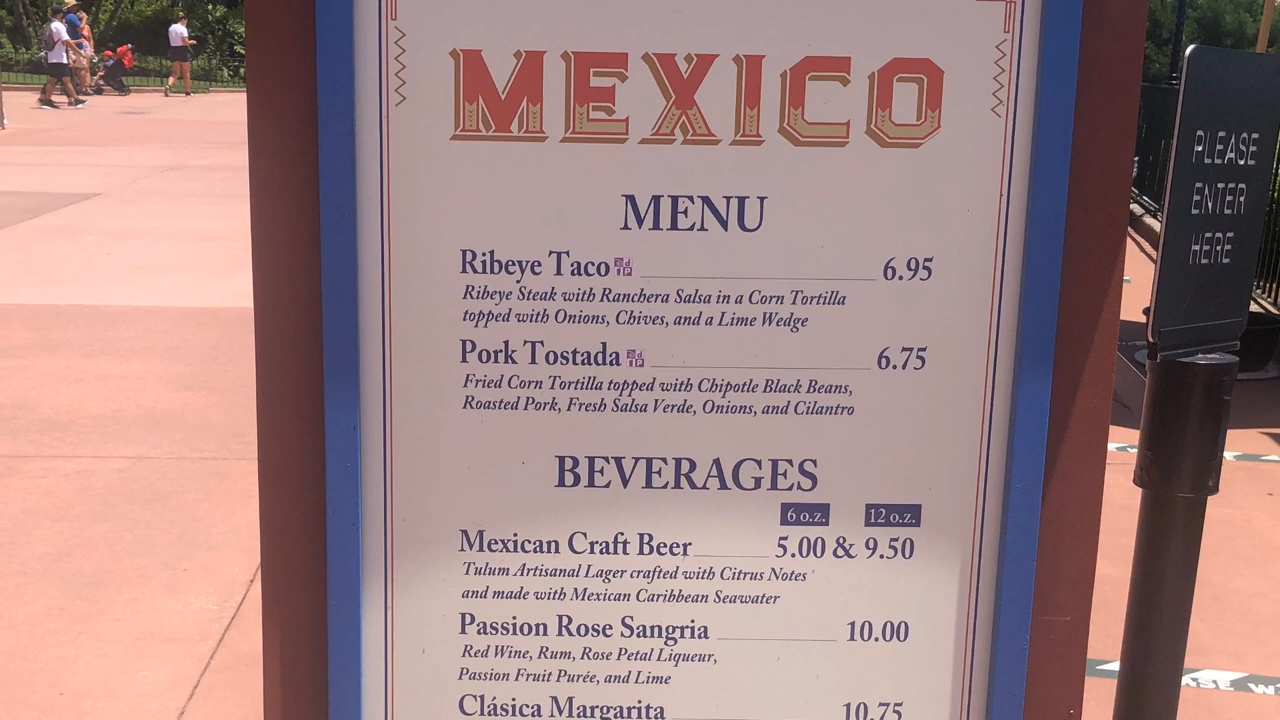 MEXICO
MENU
Ribeye Taco 6.95
Ribeye Steak with Ranchera Salsa in a Corn Tortilla
topped with Onions, Chives, and a Lime Wedge
Pork Tostada 6.75
Fried Corn Tortilla topped with Chipotle Black Beans,
Roasted Pork, Fresh Salsa Verde, Onions, and Cilantro
BEVERAGES
6 o.z. 12 o.z.
Mexican Craft Beer 5.00 & 9.50
Tulum Artisanal Lager crafted with Citrus Notes
and made with Mexican Caribbean Seawater
Passion Rose Sangria 10.00
Red Wine, Rum, Rose Petal Liqueur,
Passion Fruit Purée, and Lime
Clásica Margarita 10.75
PLEASE
ENTER
HERE